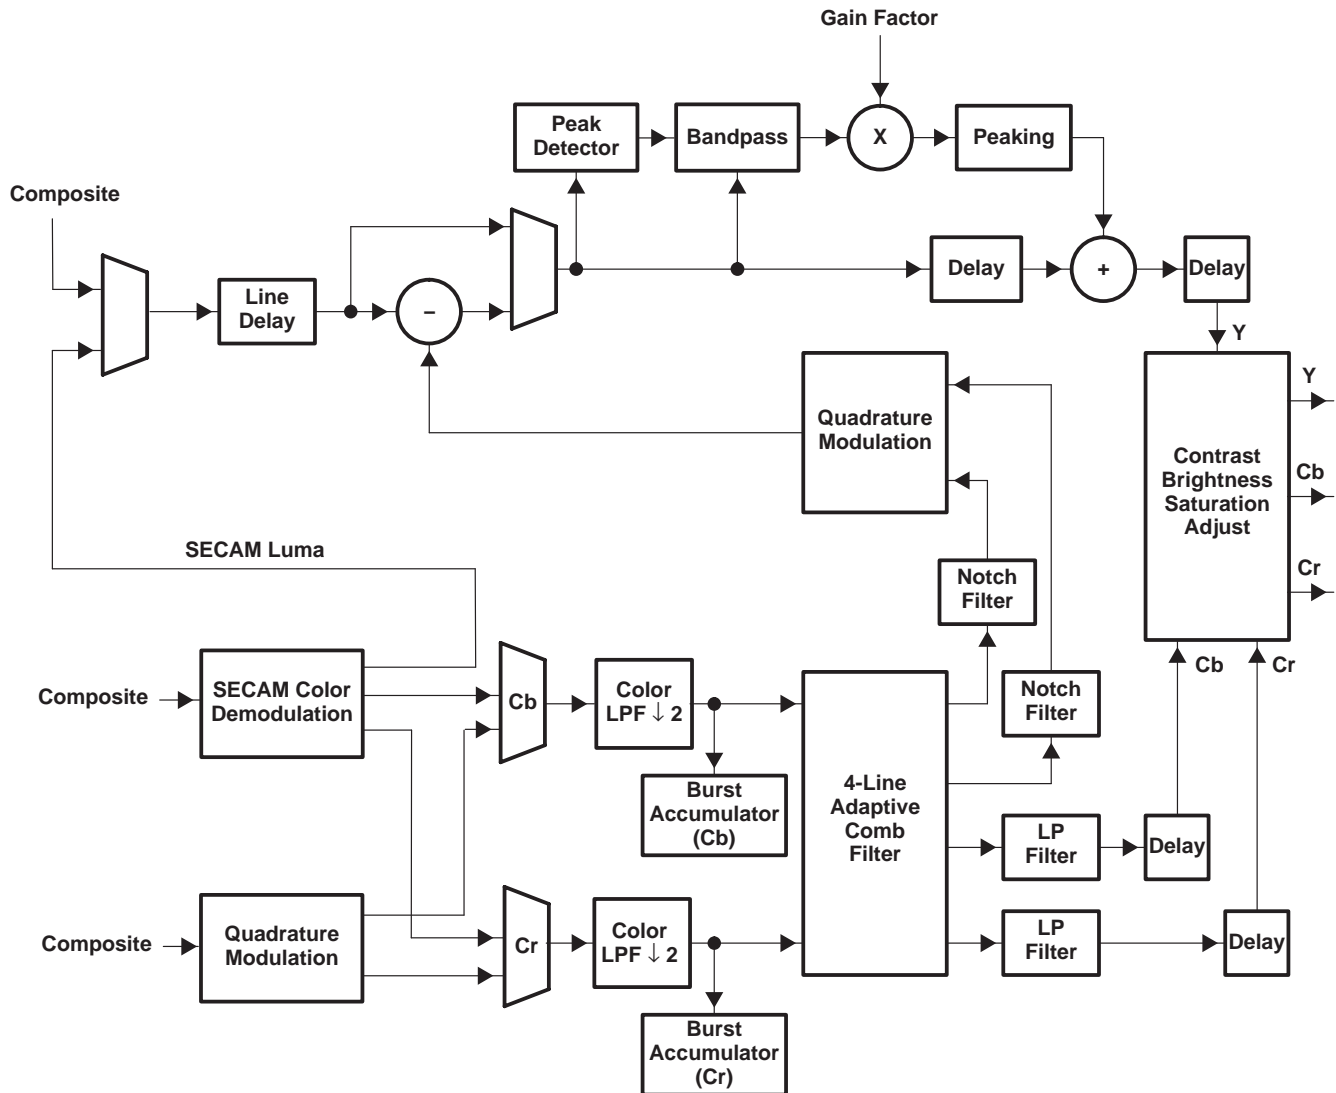 Gain Factor
Peak
Detector
Bandpass
X
Peaking
Composite
Line
Delay
–
Delay
+
Delay
Y
Quadrature
Modulation
Contrast
Brightness
Saturation
Adjust
Y
Cb
Cr
SECAM Luma
Notch
Filter
Cb
Cr
Composite
SECAM Color
Demodulation
Cb
Color
LPF ↓ 2
Notch
Filter
Burst
Accumulator
(Cb)
4-Line
Adaptive
Comb
Filter
LP
Filter
Delay
Composite
Quadrature
Modulation
Cr
Color
LPF ↓ 2
LP
Filter
Delay
Burst
Accumulator
(Cr)